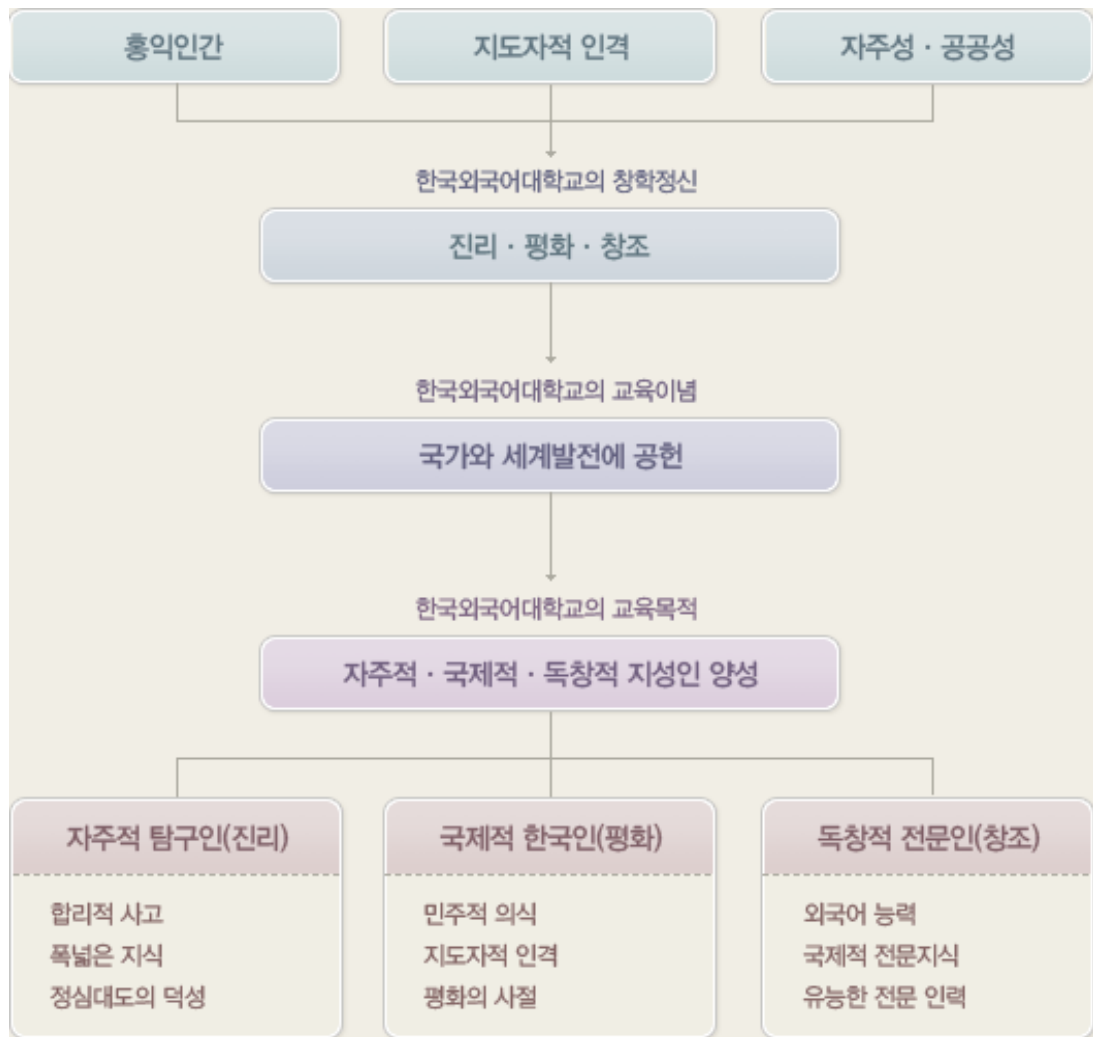 홍익인간
지도자적 인격
자주성 · 공공성
한국외국어대학교의 창학정신
진리 · 평화 · 창조
한국외국어대학교의 교육이념
국가와 세계발전에 공헌
한국외국어대학교의 교육목적
자주적 · 국제적 · 독창적 지성인 양성
자주적 탐구인(진리)
합리적 사고
폭넓은 지식
정심대도의 덕성
국제적 한국인(평화)
민주적 의식
지도자적 인격
평화의 사절
독창적 전문인(창조)
외국어 능력
국제적 전문지식
유능한 전문 인력